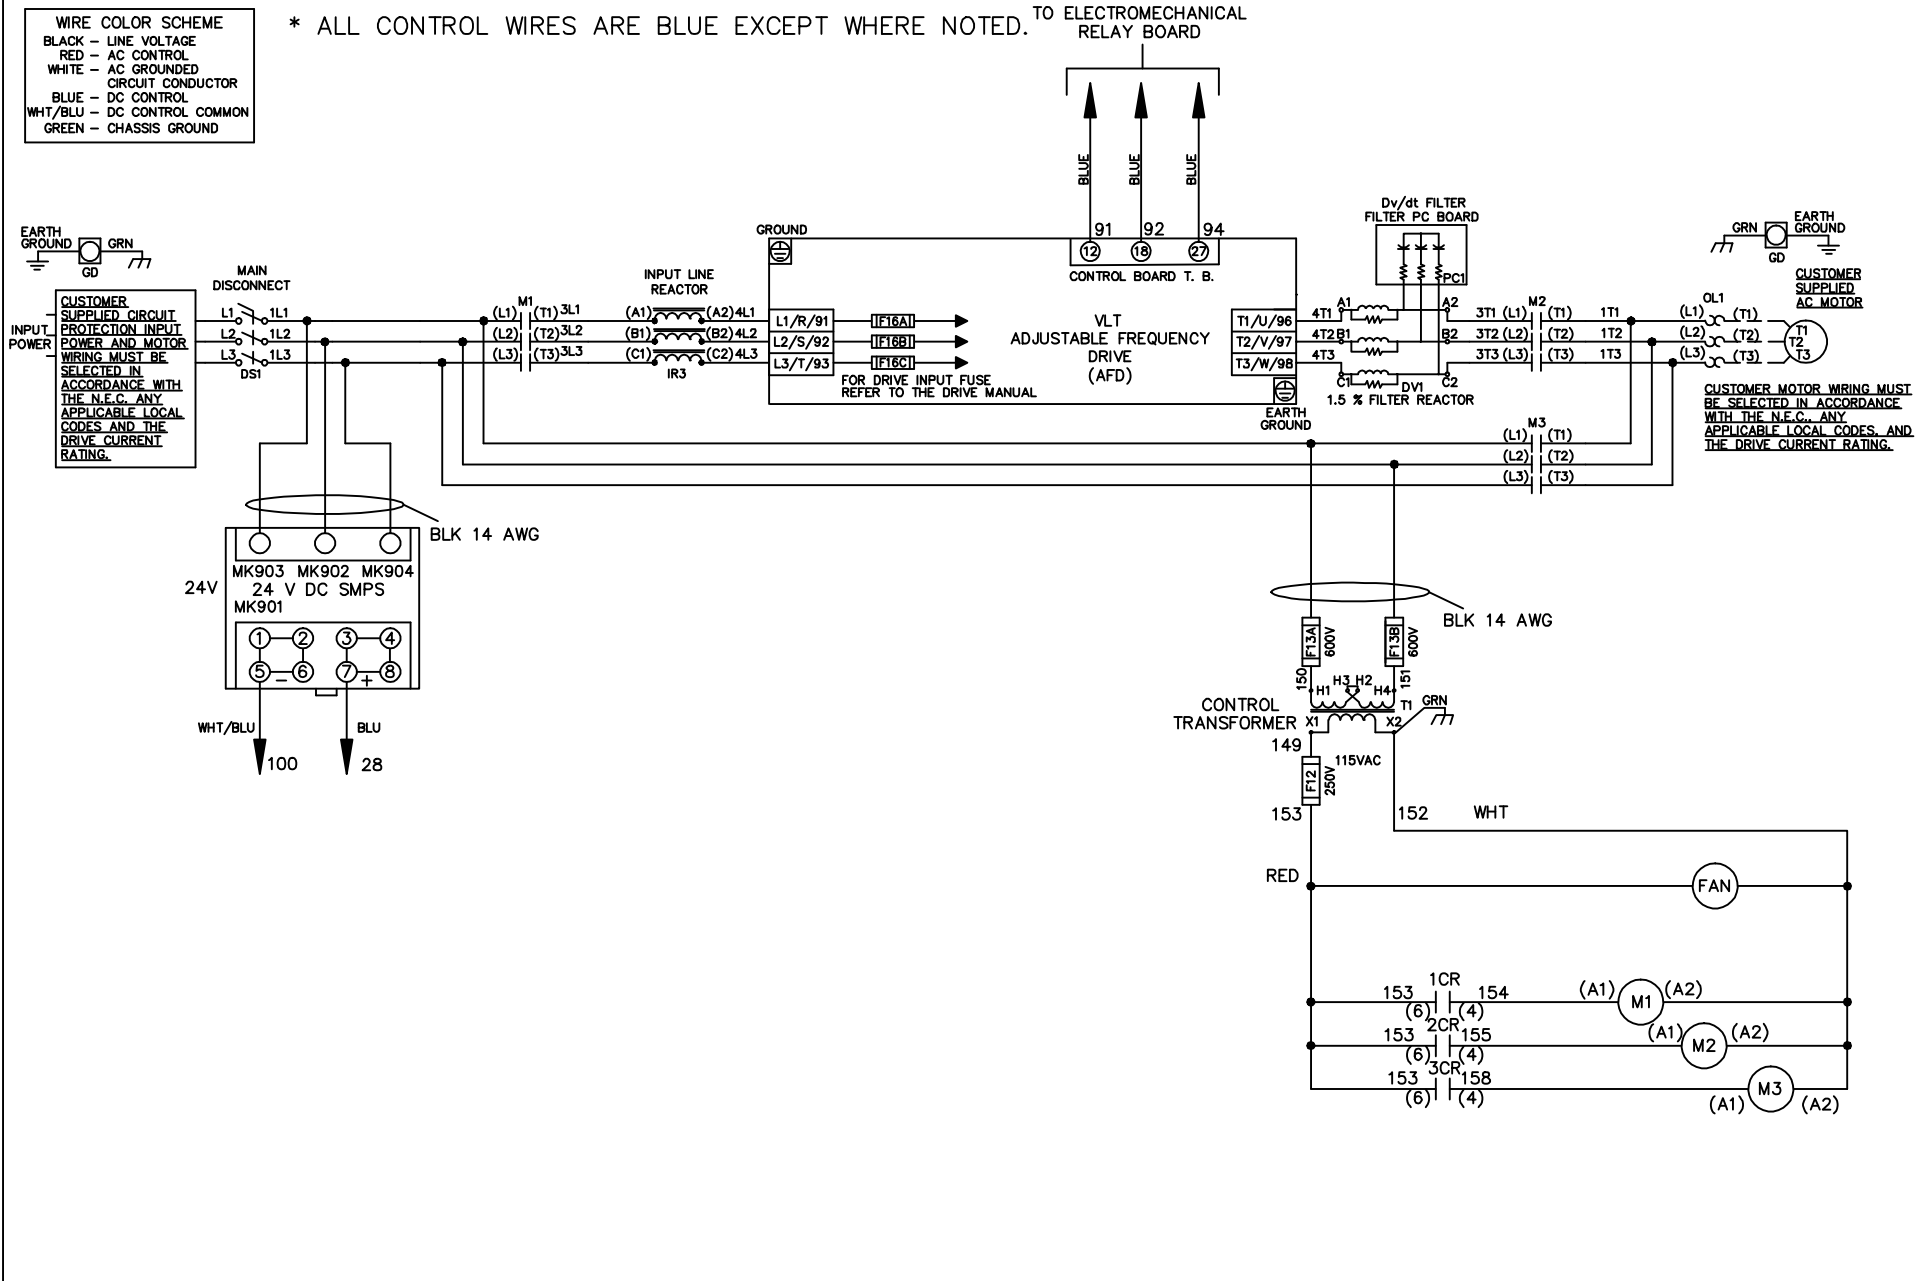 WIRE COLOR SCHEME
BLACK – LINE VOLTAGE
RED – AC CONTROL
WHITE – AC GROUNDED
CIRCUIT CONDUCTOR
BLUE – DC CONTROL
WHT/BLU – DC CONTROL COMMON
GREEN – CHASSIS GROUND
* ALL CONTROL WIRES ARE BLUE EXCEPT WHERE NOTED.
TO ELECTROMECHANICAL
RELAY BOARD
BLUE
BLUE
BLUE
91 92 94
12 18 27
CONTROL BOARD T. B.
EARTH
GROUND
GRN
GD
INPUT
POWER
CUSTOMER
SUPPLIED CIRCUIT
PROTECTION INPUT
POWER AND MOTOR
WIRING MUST BE
SELECTED IN
ACCORDANCE WITH
THE N.E.C. ANY
APPLICABLE LOCAL
CODES AND THE
DRIVE CURRENT
RATING.
MAIN
DISCONNECT
L1 1L1
L2 1L2
L3 1L3
DS1
M1
(L1) (T1) 3L1
(L2) (T2) 3L2
(L3) (T3) 3L3
INPUT LINE
REACTOR
(A1) (A2) 4L1
(B1) (B2) 4L2
(C1) (C2) 4L3
IR3
GROUND
L1/R/91
L2/S/92
L3/T/93
F16A
F16B
F16C
FOR DRIVE INPUT FUSE
REFER TO THE DRIVE MANUAL
VLT
ADJUSTABLE FREQUENCY
DRIVE
(AFD)
T1/U/96
T2/V/97
T3/W/98
EARTH
GROUND
Dv/dt FILTER
FILTER PC BOARD
PC1
4T1 A1 A2
4T2 B1 B2
4T3
C1 C2
DV1
1.5 % FILTER REACTOR
M2
3T1 (L1) (T1) 1T1
3T2 (L2) (T2) 1T2
3T3 (L3) (T3) 1T3
OL1
(L1) (T1)
(L2) (T2)
(L3) (T3)
T1
T2
T3
GRN
GD
EARTH
GROUND
CUSTOMER
SUPPLIED
AC MOTOR
CUSTOMER MOTOR WIRING MUST
BE SELECTED IN ACCORDANCE
WITH THE N.E.C., ANY
APPLICABLE LOCAL CODES, AND
THE DRIVE CURRENT RATING.
M3
(L1) (T1)
(L2) (T2)
(L3) (T3)
BLK 14 AWG
MK903 MK902 MK904
24V
24 V DC SMPS
MK901
1 2 3 4
5 6 7 8
– +
WHT/BLU
BLU
100
28
BLK 14 AWG
F13A
600V
F13B
600V
150
151
H1 H3 H2 H4
T1
GRN
CONTROL
TRANSFORMER
X1 X2
149
115VAC
F12
250V
153
152
WHT
RED
FAN
1CR
153 154
(6) (4)
(A1) M1 (A2)
2CR
153 155
(6) (4)
(A1) M2 (A2)
3CR
153 158
(6) (4)
(A1) M3 (A2)